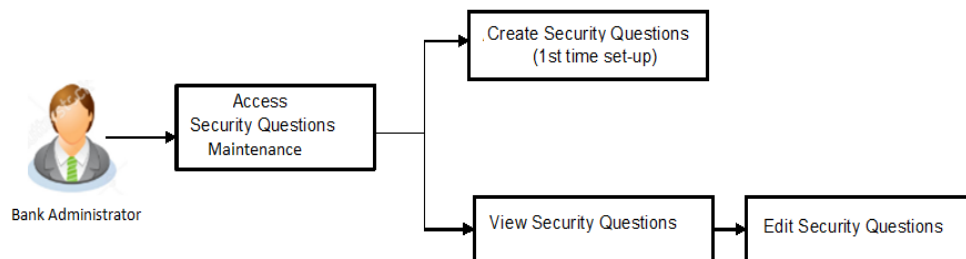 Create Security Questions
(1st time set-up)
Access
Security Questions
Maintenance
Bank Administrator
View Security Questions
Edit Security Questions